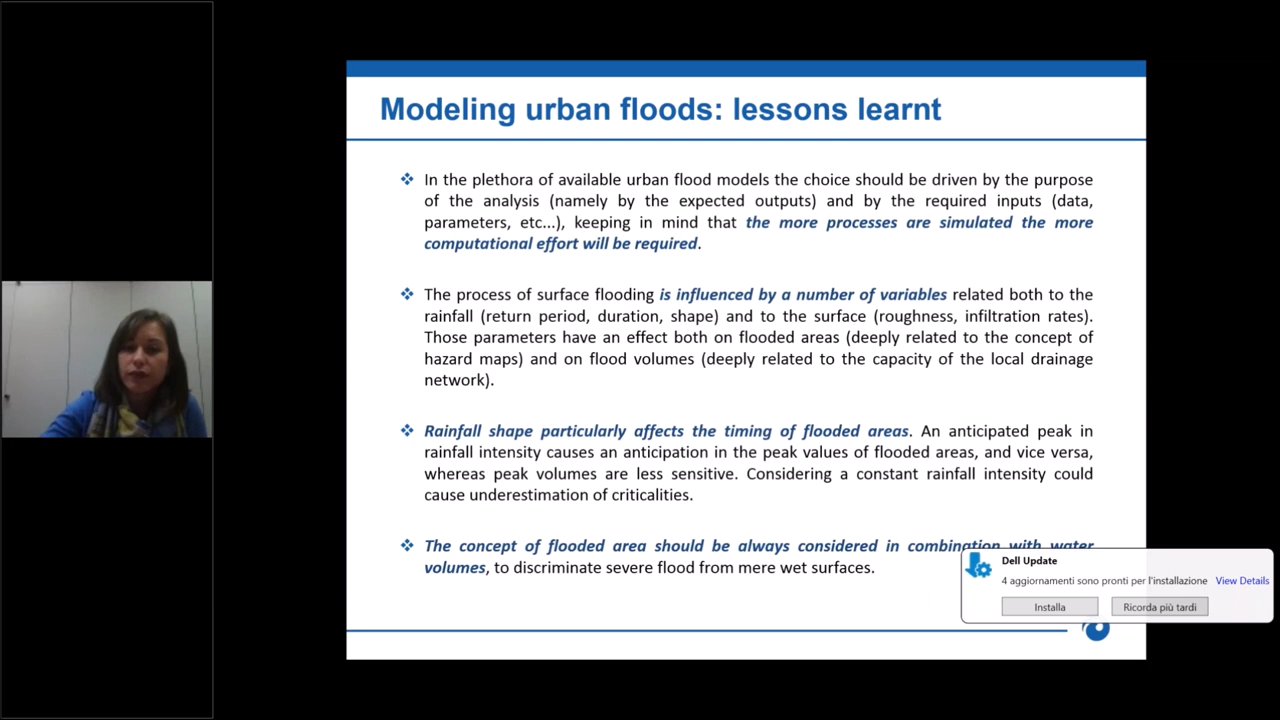 Modeling urban floods: lessons learnt
In the plethora of available urban flood models the choice should be driven by the purpose
of the analysis (namely by the expected outputs) and by the required inputs (data,
parameters, etc...), keeping in mind that the more processes are simulated the more
computational effort will be required.
The process of surface flooding is influenced by a number of variables related both to the
rainfall (return period, duration, shape) and to the surface (roughness, infiltration rates).
Those parameters have an effect both on flooded areas (deeply related to the concept of
hazard maps) and on flood volumes (deeply related to the capacity of the local drainage
network).
Rainfall shape particularly affects the timing of flooded areas. An anticipated peak in
rainfall intensity causes an anticipation in the peak values of flooded areas, and vice versa,
whereas peak volumes are less sensitive. Considering a constant rainfall intensity could
cause underestimation of criticalities.
The concept of flooded area should be always considered in combination with water
volumes, to discriminate severe flood from mere wet surfaces.
Dell Update
4 aggiornamenti sono pronti per l'installazione View Details
Installa Ricorda più tardi